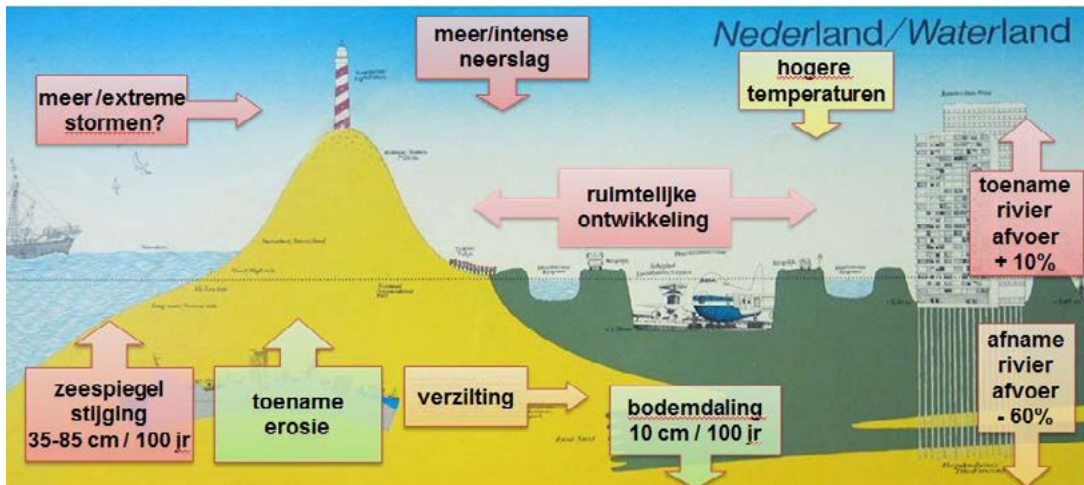 Nederland/Waterland
meer/intense
neerslag
hogere
temperaturen
meer/extreme
stormen?
ruimtelijke
ontwikkeling
toename
rivier
afvoer
+ 10%
zeespiegel
stijging
35-85 cm / 100 jr
toename
erosie
verzilting
bodemdaling
10 cm / 100 jr
afname
rivier
afvoer
- 60%